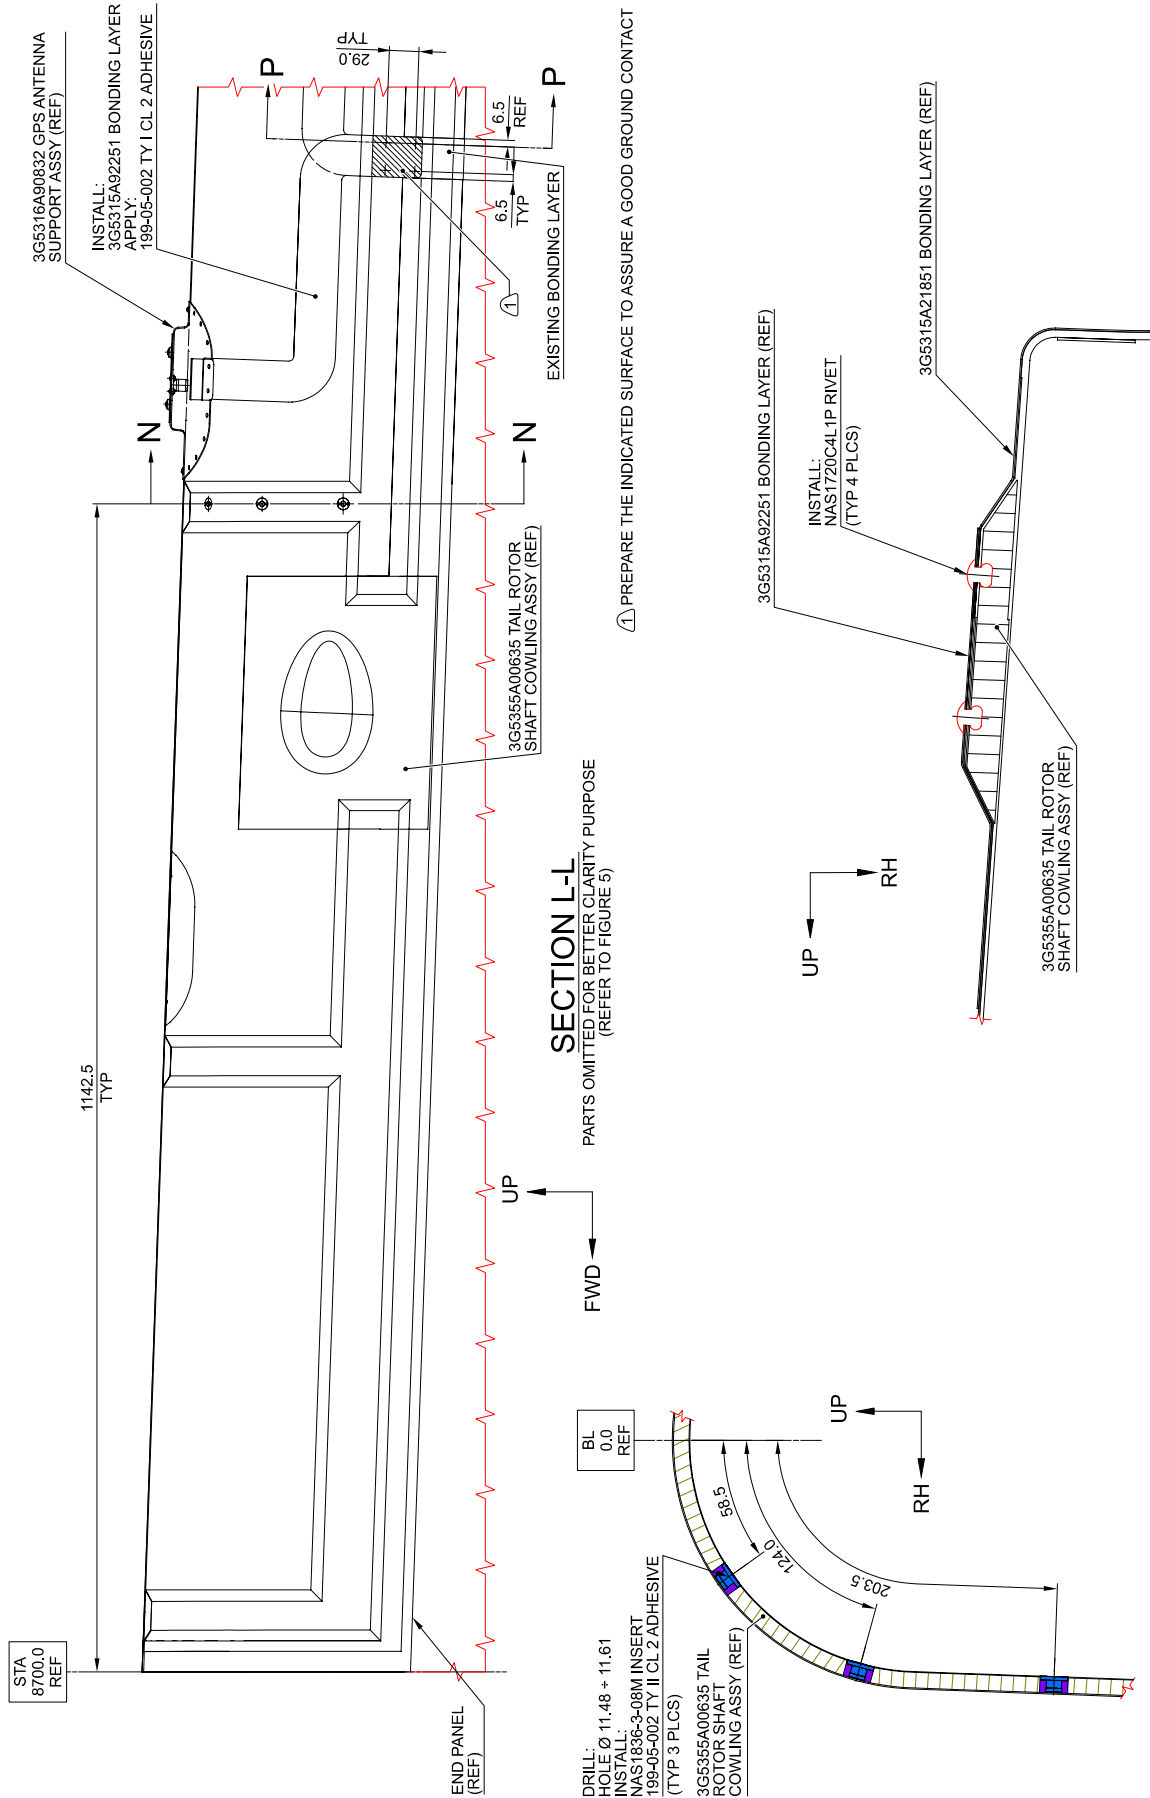 STA
8700.0
REF
1142.5
TYP
3G5316A90832 GPS ANTENNA
SUPPORT ASSY (REF)
INSTALL:
3G5315A92251 BONDING LAYER
APPLY:
199-05-002 TY I CL 2 ADHESIVE
N
N
P
P
29.0
TYP
6.5
REF
6.5
TYP
1
EXISTING BONDING LAYER
3G5355A00635 TAIL ROTOR
SHAFT COWLING ASSY (REF)
END PANEL
(REF)
UP
FWD
SECTION L-L
PARTS OMITTED FOR BETTER CLARITY PURPOSE
(REFER TO FIGURE 5)
1 PREPARE THE INDICATED SURFACE TO ASSURE A GOOD GROUND CONTACT
DRILL:
HOLE Ø 11.48 ÷ 11.61
INSTALL:
NAS1836-3-08M INSERT
199-05-002 TY II CL 2 ADHESIVE
(TYP 3 PLCS)
3G5355A00635 TAIL
ROTOR SHAFT
COWLING ASSY (REF)
BL
0.0
REF
58.5
124.0
203.5
UP
RH
3G5315A92251 BONDING LAYER (REF)
INSTALL:
NAS1720C4L1P RIVET
(TYP 4 PLCS)
3G5315A21851 BONDING LAYER (REF)
3G5355A00635 TAIL ROTOR
SHAFT COWLING ASSY (REF)
UP
RH